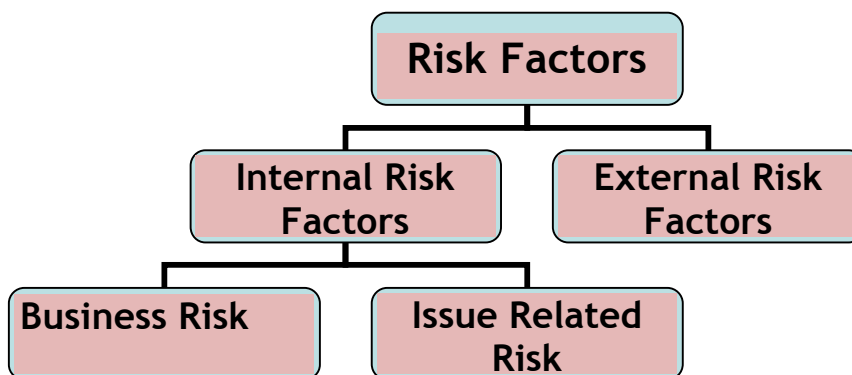 Risk Factors
Internal Risk
Factors
External Risk
Factors
Business Risk
Issue Related
Risk